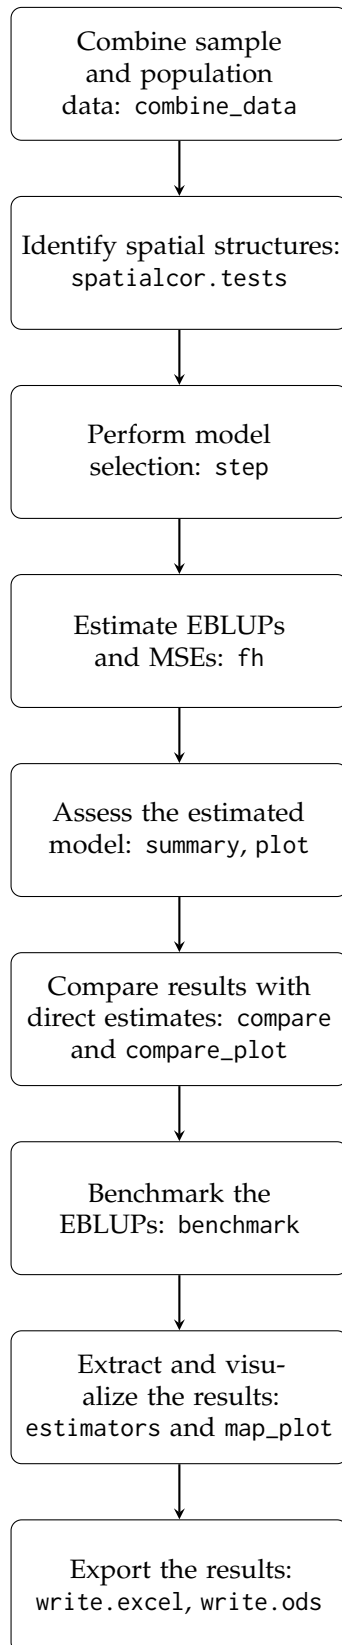 Combine sample
and population
data: combine_data
Identify spatial structures:
spatialcor.tests
Perform model
selection: step
Estimate EBLUPs
and MSEs: fh
Assess the estimated
model: summary, plot
Compare results with
direct estimates: compare
and compare_plot
Benchmark the
EBLUPs: benchmark
Extract and visu-
alize the results:
estimators and map_plot
Export the results:
write.excel, write.ods